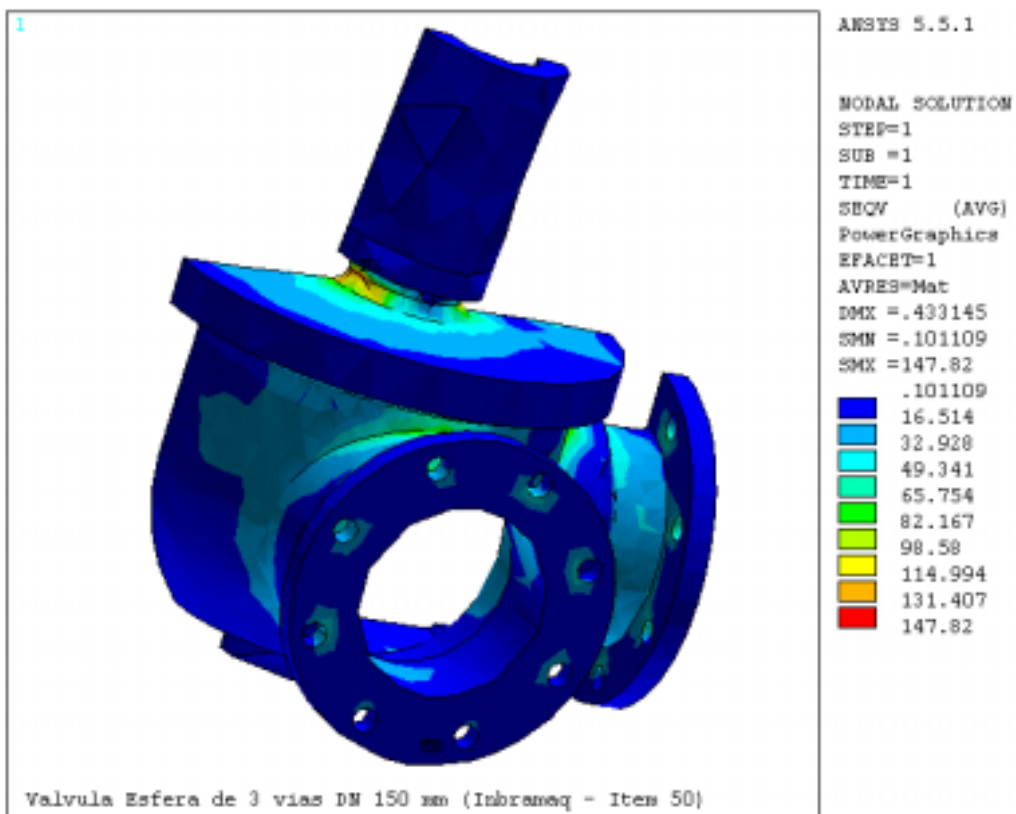 1
ANSYS 5.5.1
NODAL SOLUTION
STEP=1
SUB =1
TIME=1
SEQV (AVG)
PowerGraphics
EFACET=1
AVRES=Mat
DMX =.433145
SMN =.101109
SMX =147.82
.101109
16.514
32.928
49.341
65.754
82.167
98.58
114.994
131.407
147.82
MN
Valvula Esfera de 3 vias DN 150 mm (Inbramaq - Item 50)